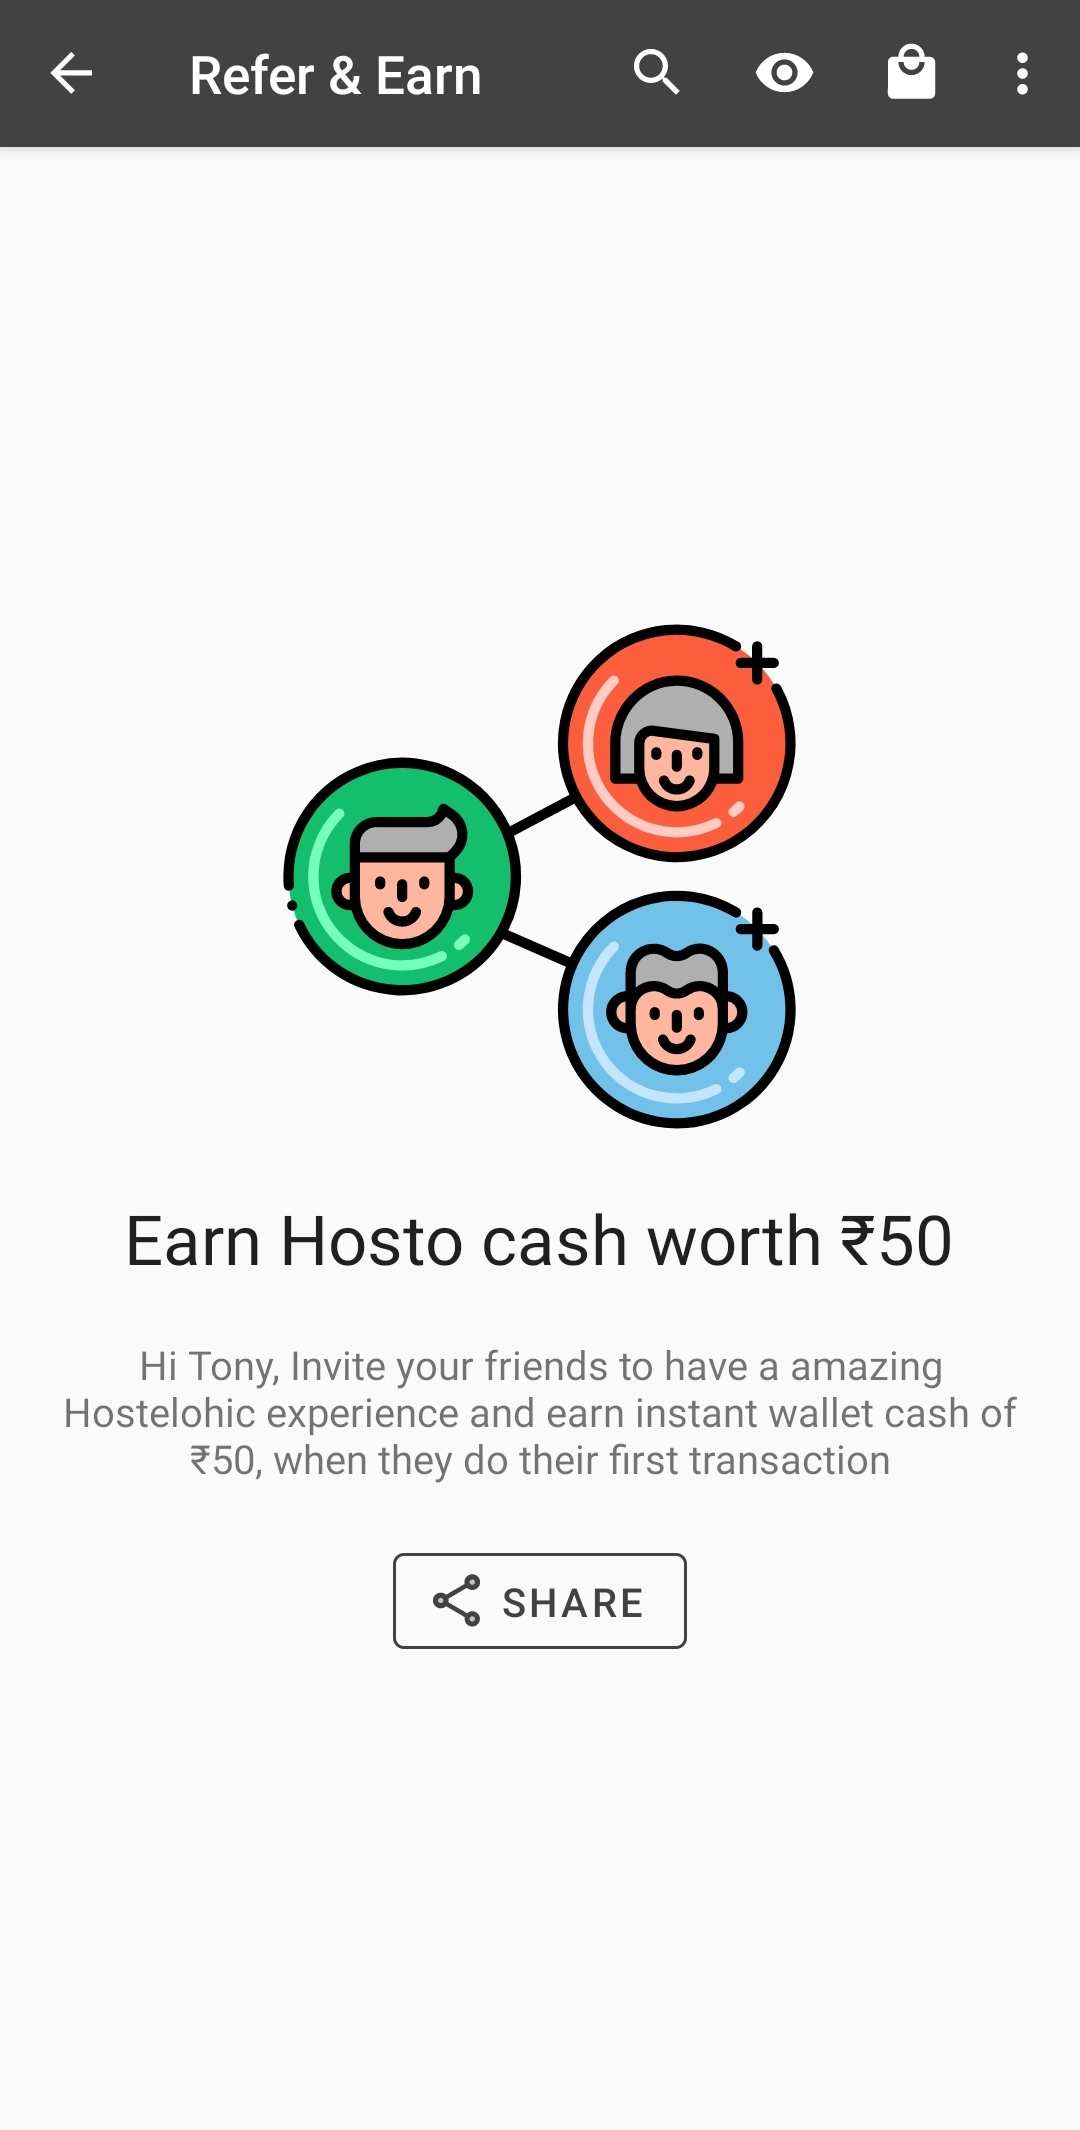 Refer & Earn
Earn Hosto cash worth ₹50
Hi Tony, Invite your friends to have a amazing
Hostelohic experience and earn instant wallet cash of
₹50, when they do their first transaction
SHARE